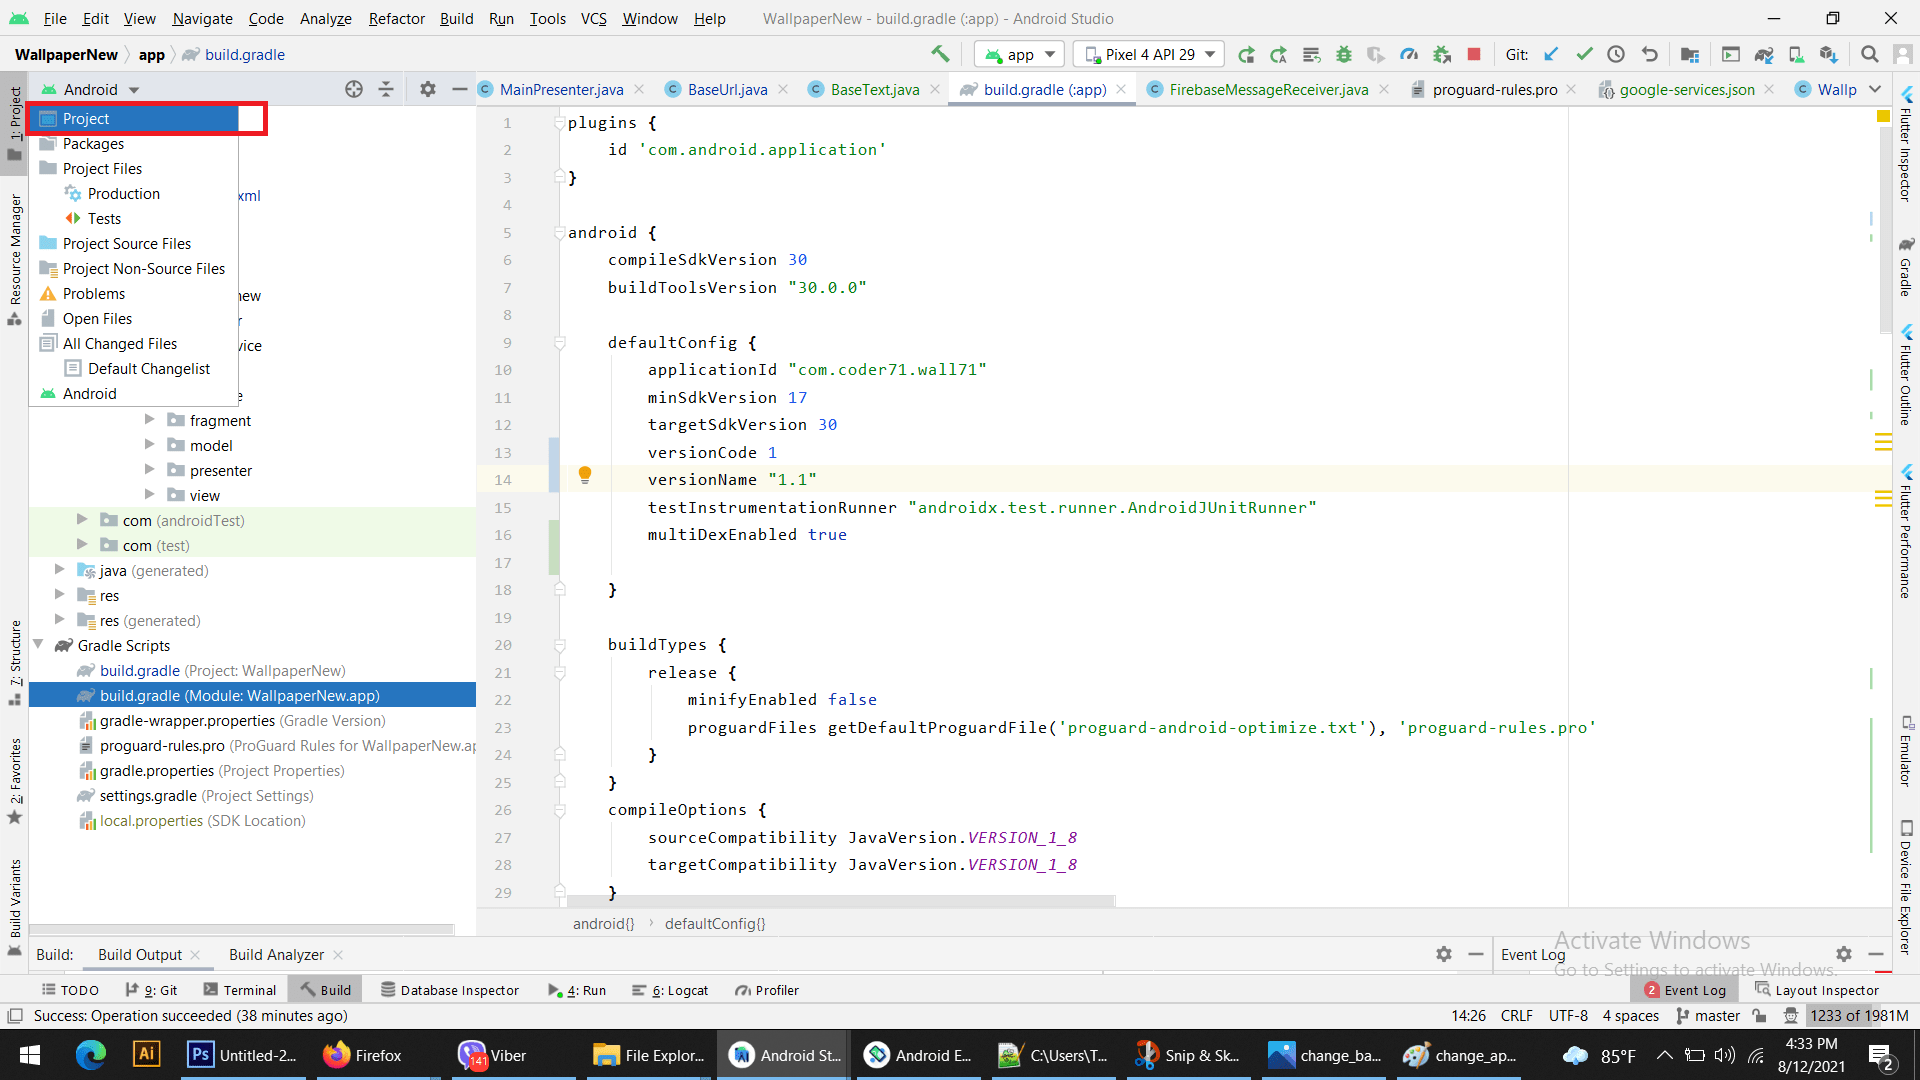 File Edit View Navigate Code Analyze Refactor Build Run Tools VCS Window Help WallpaperNew - build.gradle (:app) - Android Studio
WallpaperNew app build.gradle app Pixel 4 API 29 Git:
Android MainPresenter.java BaseUrl.java BaseText.java build.gradle (:app) FirebaseMessageReceiver.java proguard-rules.pro google-services.json Wallp
1: Project
Resource Manager
7: Structure
2: Favorites
Build Variants
Project
Packages
Project Files
Production
Tests
Project Source Files
Project Non-Source Files
Problems
Open Files
All Changed Files
Default Changelist
Android
xml
new
r
vice
e
fragment
model
presenter
view
com (androidTest)
com (test)
java (generated)
res
res (generated)
Gradle Scripts
build.gradle (Project: WallpaperNew)
build.gradle (Module: WallpaperNew.app)
gradle-wrapper.properties (Gradle Version)
proguard-rules.pro (ProGuard Rules for WallpaperNew.ap
gradle.properties (Project Properties)
settings.gradle (Project Settings)
local.properties (SDK Location)
1 plugins {
2 id 'com.android.application'
3 }
4
5 android {
6 compileSdkVersion 30
7 buildToolsVersion "30.0.0"
8
9 defaultConfig {
10 applicationId "com.coder71.wall71"
11 minSdkVersion 17
12 targetSdkVersion 30
13 versionCode 1
14 versionName "1.1"
15 testInstrumentationRunner "androidx.test.runner.AndroidJUnitRunner"
16 multiDexEnabled true
17
18 }
19
20 buildTypes {
21 release {
22 minifyEnabled false
23 proguardFiles getDefaultProguardFile('proguard-android-optimize.txt'), 'proguard-rules.pro'
24 }
25 }
26 compileOptions {
27 sourceCompatibility JavaVersion.VERSION_1_8
28 targetCompatibility JavaVersion.VERSION_1_8
29 }
android{} › defaultConfig{}
Flutter Inspector
Gradle
Flutter Outline
Flutter Performance
Emulator
Device File Explorer
Activate Windows
Go to Settings to activate Windows.
Build: Build Output Build Analyzer Event Log
TODO 9: Git Terminal Build Database Inspector 4: Run 6: Logcat Profiler 2 Event Log Layout Inspector
Success: Operation succeeded (38 minutes ago) 14:26 CRLF UTF-8 4 spaces master 1233 of 1981M
Ai Ps Untitled-2... Firefox 141 Viber File Explor... Android St... Android E... C:\Users\T... Snip & Sk... change_ba... change_ap... 85°F 4:33 PM
8/12/2021 2